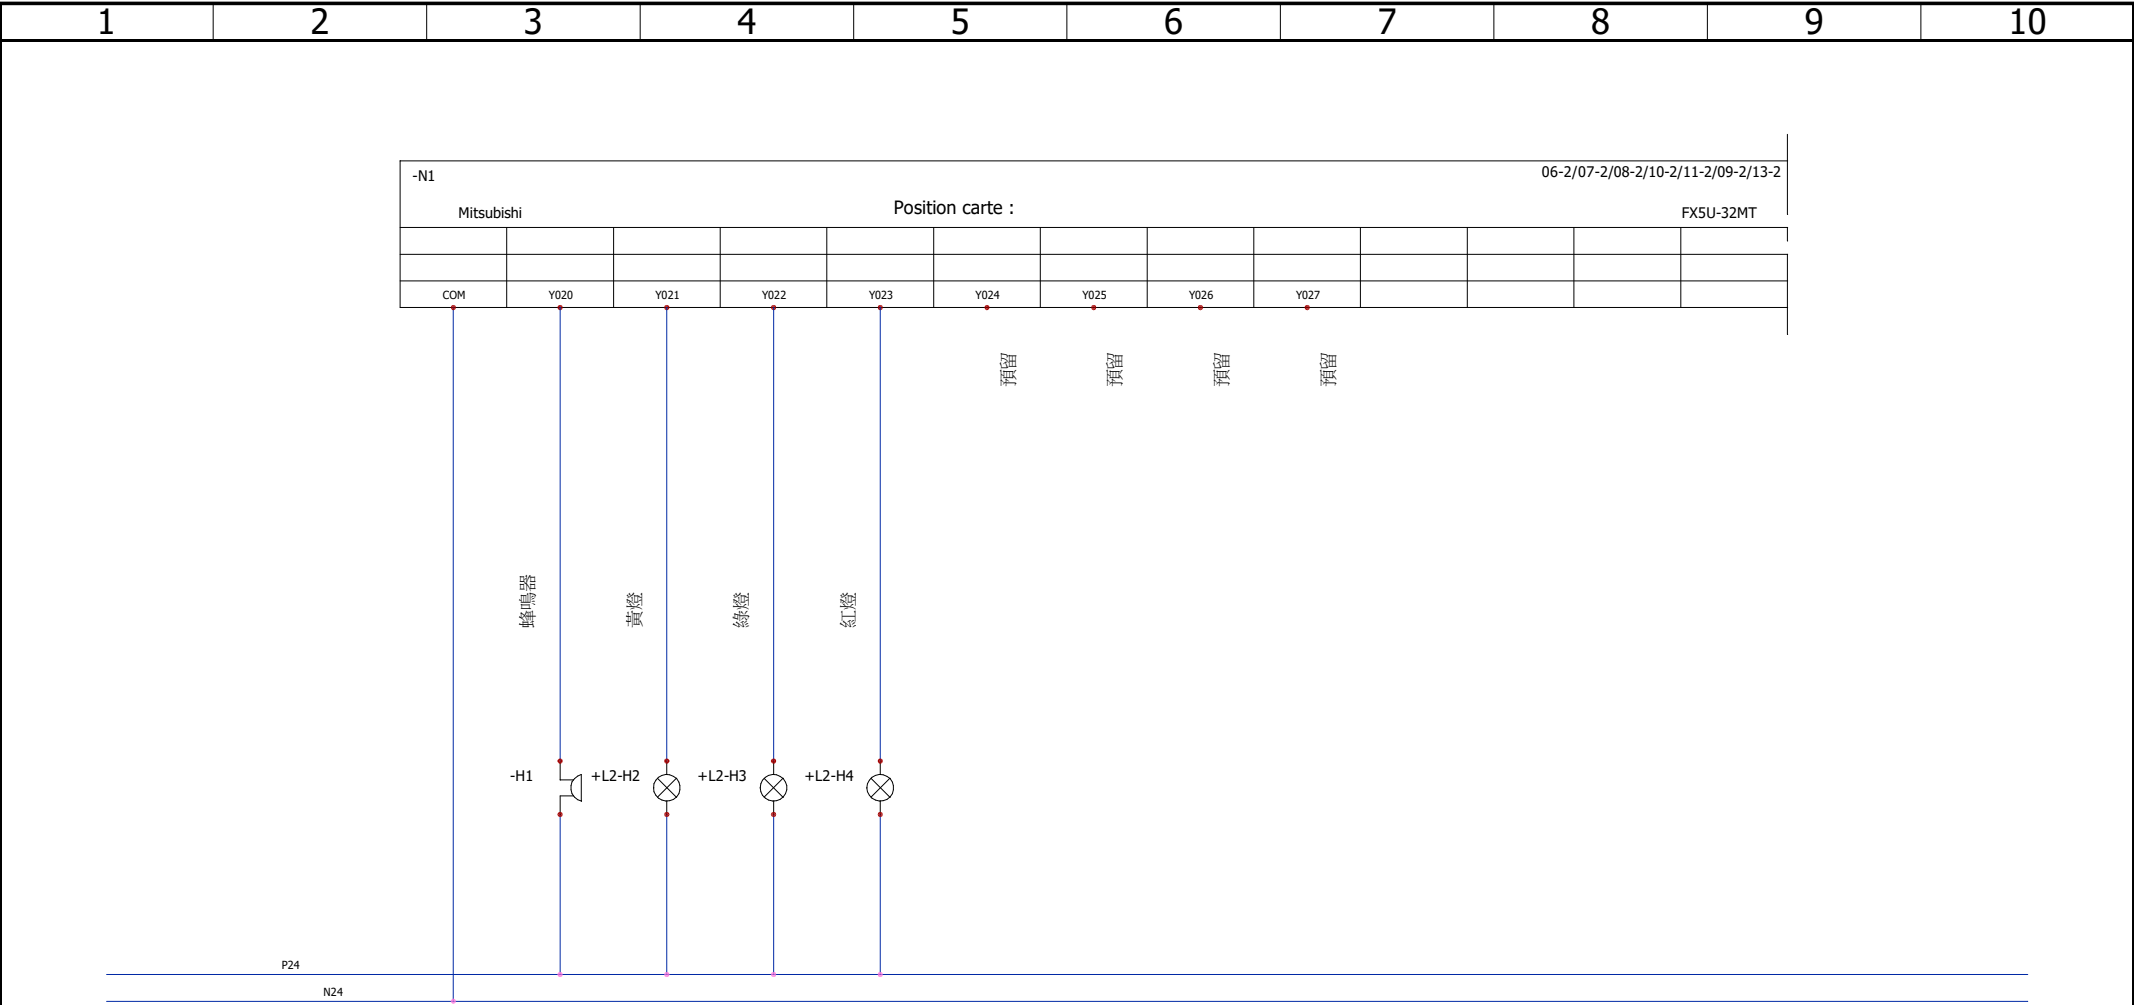 1 2 3 4 5 6 7 8 9 10
-N1 06-2/07-2/08-2/10-2/11-2/09-2/13-2
Mitsubishi Position carte : FX5U-32MT
COM Y020 Y021 Y022 Y023 Y024 Y025 Y026 Y027
預留 預留 預留 預留
蜂鳴器 黃燈 綠燈 紅燈
-H1 +L2-H2 +L2-H3 +L2-H4
P24
N24